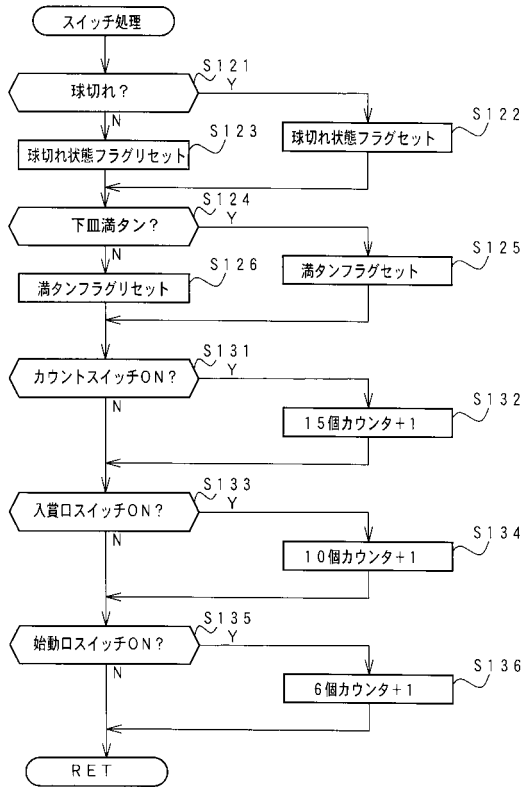 スイッチ処理
S121
球切れ?
Y
N
S123
S122
球切れ状態フラグリセット
球切れ状態フラグセット
S124
下皿満タン?
Y
N
S126
S125
満タンフラグリセット
満タンフラグセット
S131
カウントスイッチON?
Y
N
S132
15個カウンタ+1
S133
入賞口スイッチON?
Y
N
S134
10個カウンタ+1
S135
始動口スイッチON?
Y
N
S136
6個カウンタ+1
RET